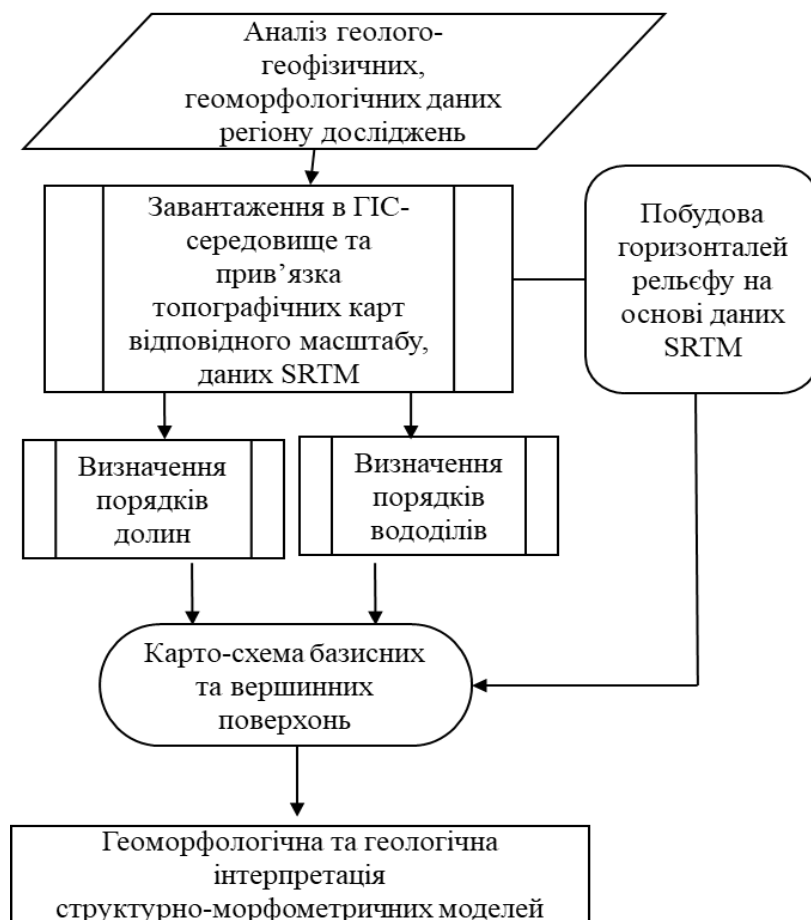 Аналіз геолого-
геофізичних,
геоморфологічних даних
регіону досліджень
Завантаження в ГІС-
середовище та
прив’язка
топографічних карт
відповідного масштабу,
даних SRTM
Побудова
горизонталей
рельєфу на
основі даних
SRTM
Визначення
порядків
долин
Визначення
порядків
вододілів
Карто-схема базисних
та вершинних
поверхонь
Геоморфологічна та геологічна
інтерпретація
структурно-морфометричних моделей